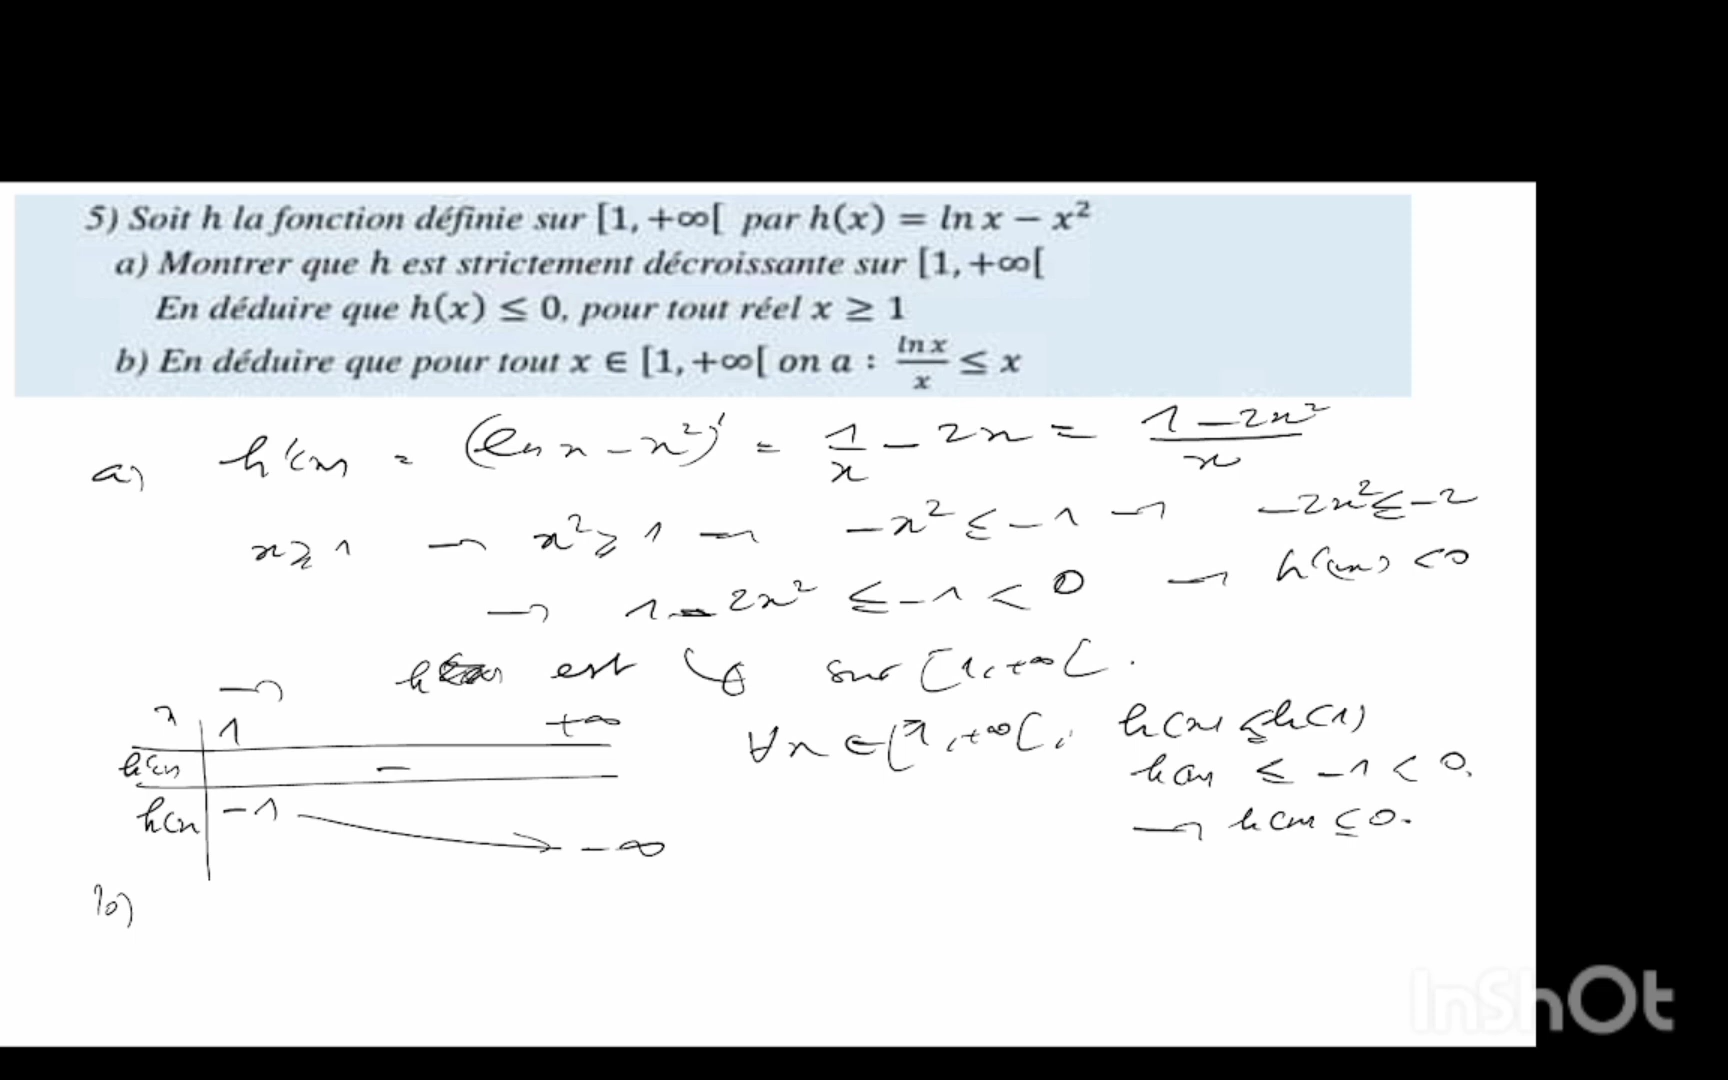 5) Soit h la fonction définie sur [1, +∞[ par h(x) = ln x − x²
a) Montrer que h est strictement décroissante sur [1, +∞[
En déduire que h(x) ≤ 0, pour tout réel x ≥ 1
b) En déduire que pour tout x ∈ [1, +∞[ on a : ln x / x ≤ x
a) h'(x) = (ln x − x²)' = 1/x − 2x = (1 − 2x²)/x
x ≥ 1 → x² ≥ 1 → −x² ≤ −1 → −2x² ≤ −2
→ 1 − 2x² ≤ −1 < 0 → h'(x) < 0
→ h est ↘ sur [1, +∞[.
x | 1 +∞
h'(x) | −
h(x) | −1 → −∞
∀x ∈ [1, +∞[, h(x) ≤ h(1)
h(x) ≤ −1 < 0.
→ h(x) ≤ 0.
b)
InShOt